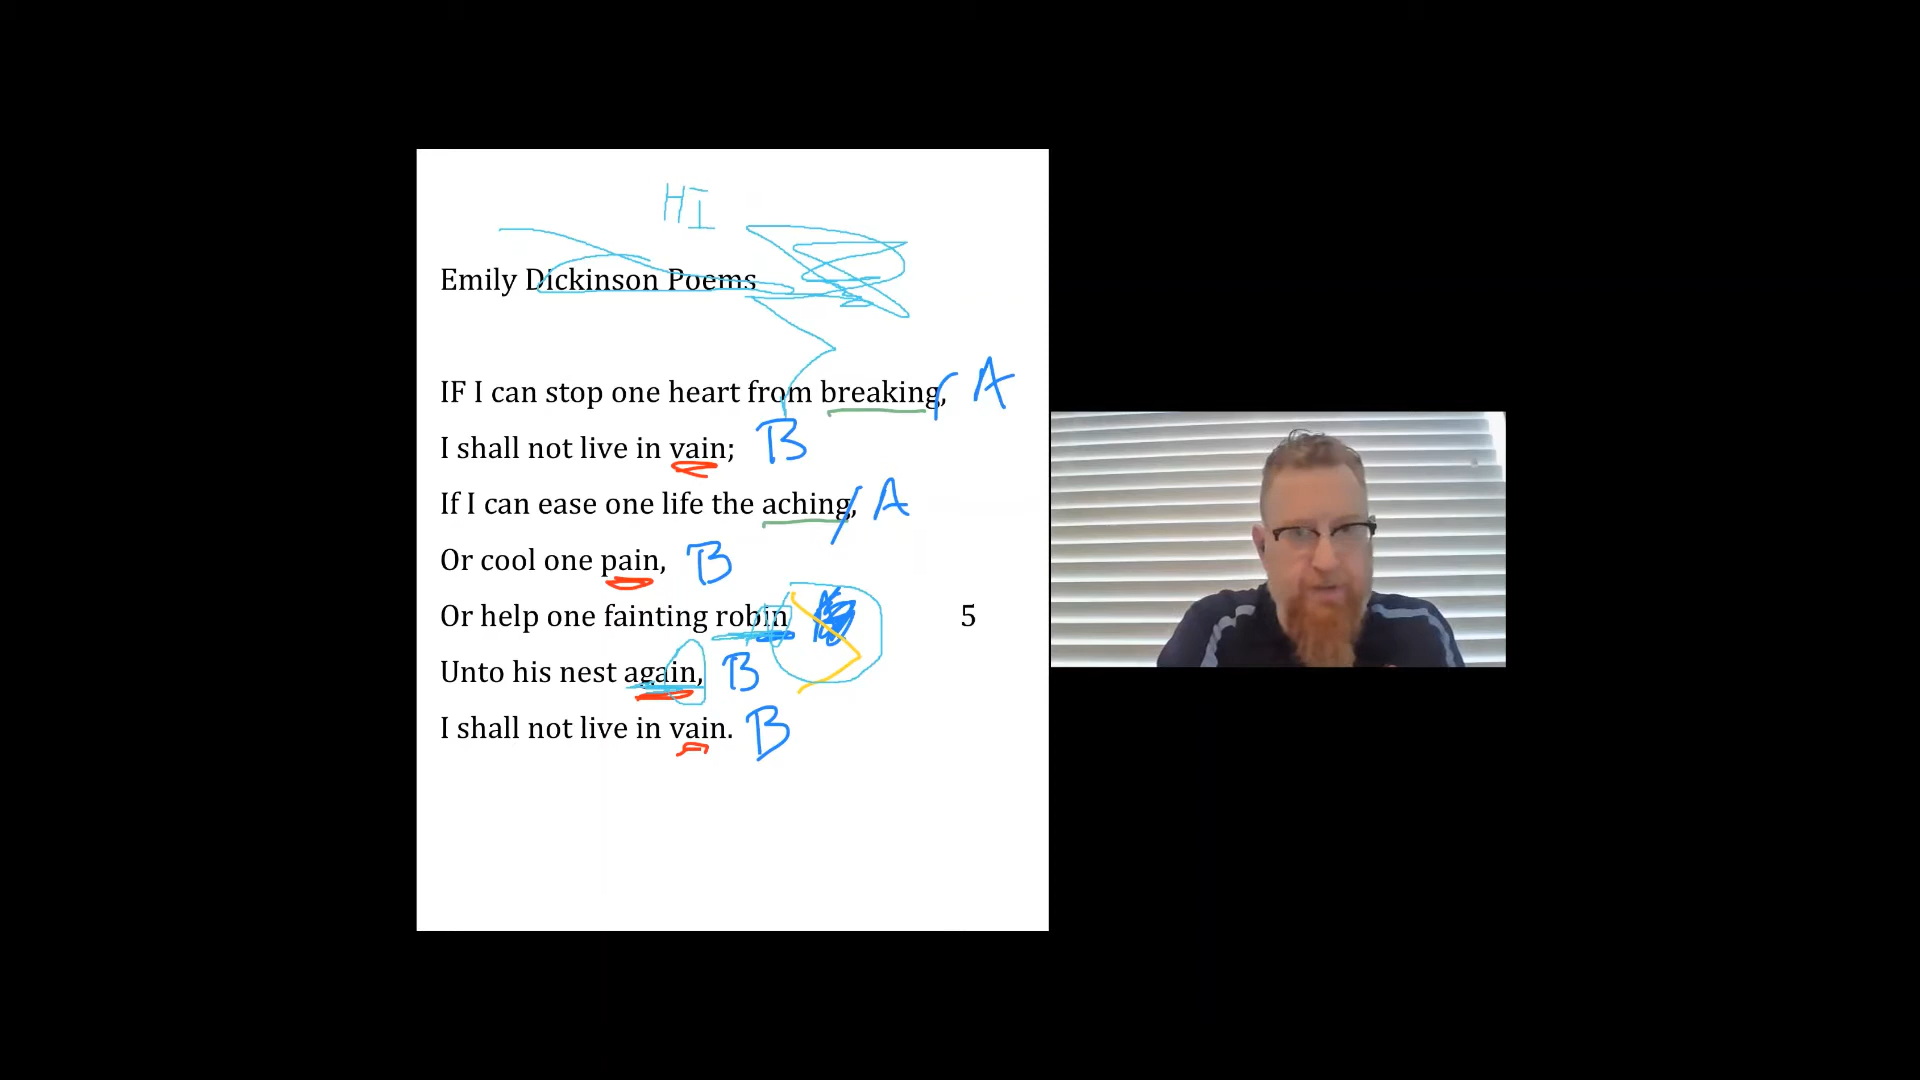 HI
Emily Dickinson Poems
IF I can stop one heart from breaking, A
I shall not live in vain; B
If I can ease one life the aching, A
Or cool one pain, B
Or help one fainting robin 5
Unto his nest again, B
I shall not live in vain. B